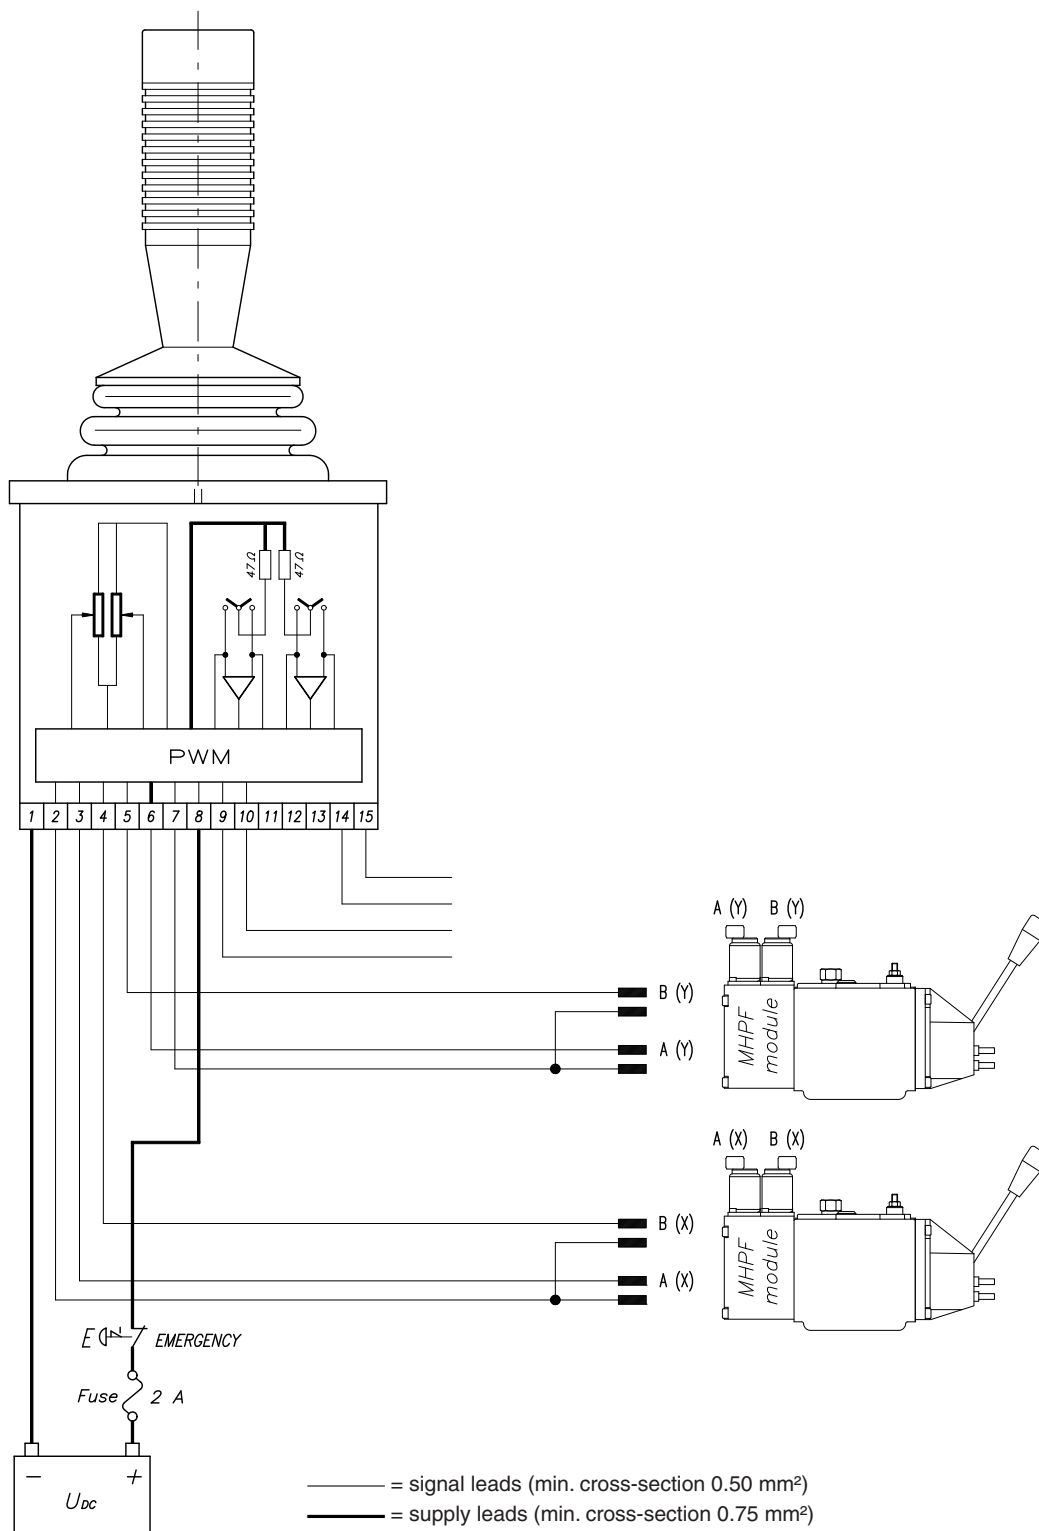 47Ω 47Ω
PWM
1 2 3 4 5 6 7 8 9 10 11 12 13 14 15
A (Y) B (Y)
B (Y)
A (Y)
MHPF
module
A (X) B (X)
B (X)
A (X)
MHPF
module
E EMERGENCY
Fuse 2 A
− +
UDC
= signal leads (min. cross-section 0.50 mm²)
= supply leads (min. cross-section 0.75 mm²)